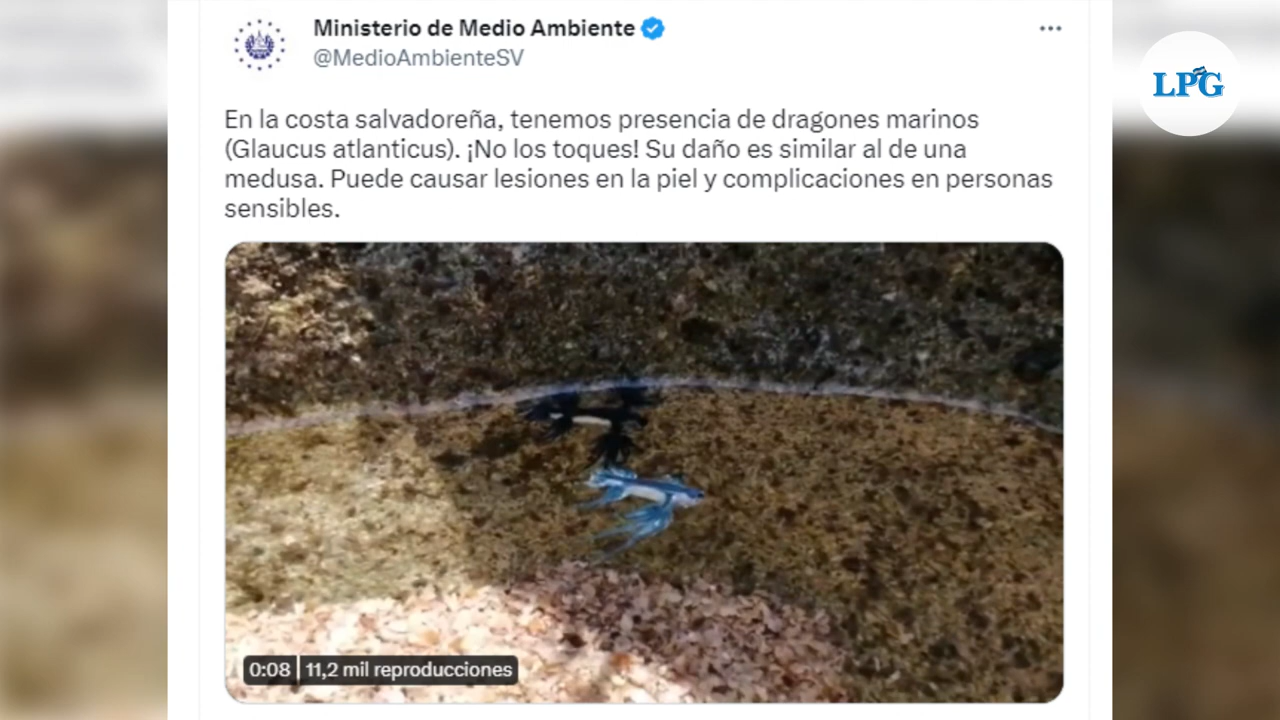 Ministerio de Medio Ambiente
@MedioAmbienteSV
LPG
En la costa salvadoreña, tenemos presencia de dragones marinos
(Glaucus atlanticus). ¡No los toques! Su daño es similar al de una
medusa. Puede causar lesiones en la piel y complicaciones en personas
sensibles.
0:08 | 11,2 mil reproducciones